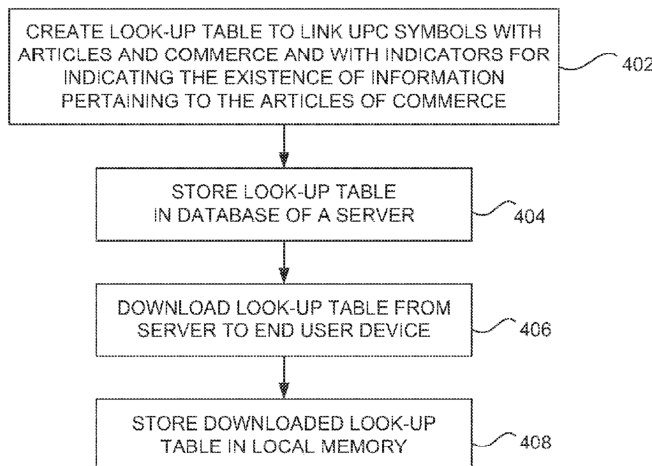 CREATE LOOK-UP TABLE TO LINK UPC SYMBOLS WITH
ARTICLES AND COMMERCE AND WITH INDICATORS FOR
INDICATING THE EXISTENCE OF INFORMATION
PERTAINING TO THE ARTICLES OF COMMERCE
402
STORE LOOK-UP TABLE
IN DATABASE OF A SERVER
404
DOWNLOAD LOOK-UP TABLE FROM
SERVER TO END USER DEVICE
406
STORE DOWNLOADED LOOK-UP
TABLE IN LOCAL MEMORY
408